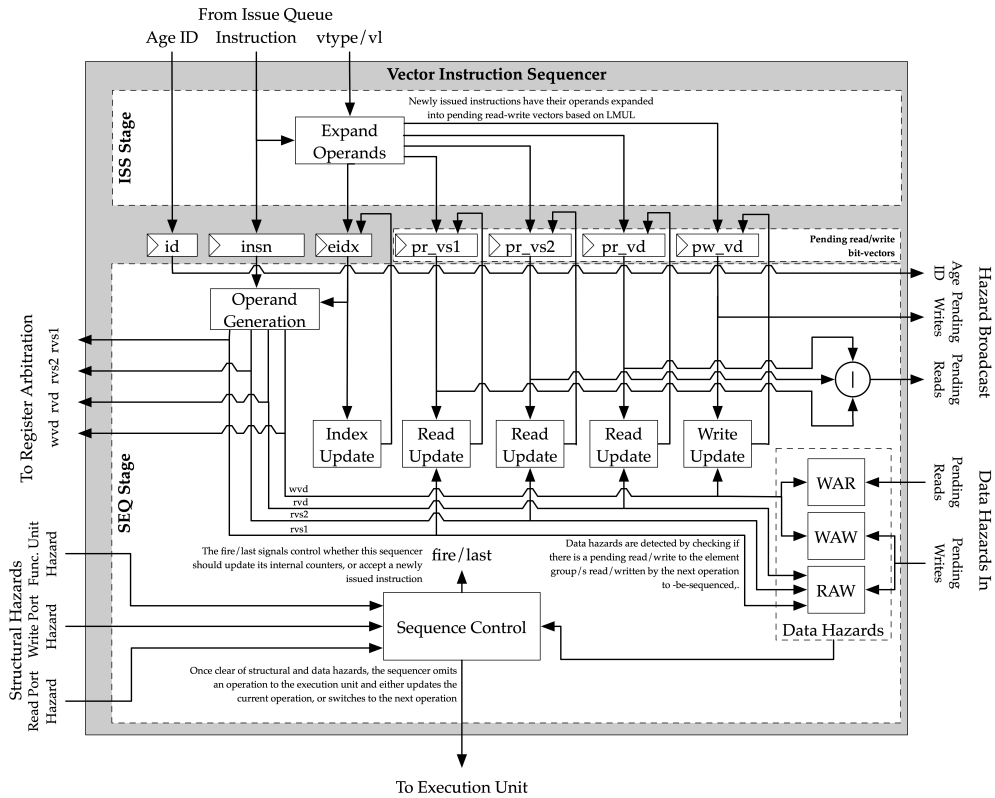 From Issue Queue
Age ID Instruction vtype/vl
Vector Instruction Sequencer
ISS Stage
Newly issued instructions have their operands expanded
into pending read-write vectors based on LMUL
Expand
Operands
id
insn
eidx
pr_vs1
pr_vs2
pr_vd
pw_vd
Pending read/write
bit-vectors
Operand
Generation
Hazard Broadcast
Age
ID
Pending
Writes
Pending
Reads
|
To Register Arbitration
wvd rvd rvs2 rvs1
SEQ Stage
Index
Update
Read
Update
Read
Update
Read
Update
Write
Update
wvd
rvd
rvs2
rvs1
WAR
WAW
RAW
Data Hazards
Data Hazards In
Pending
Reads
Pending
Writes
The fire/last signals control whether this sequencer
should update its internal counters, or accept a newly
issued instruction
fire/last
Data hazards are detected by checking if
there is a pending read/write to the element
group/s read/written by the next operation
to -be-sequenced,.
Structural Hazards
Func. Unit
Hazard
Write Port
Hazard
Read Port
Hazard
Sequence Control
Once clear of structural and data hazards, the sequencer omits
an operation to the execution unit and either updates the
current operation, or switches to the next operation
To Execution Unit